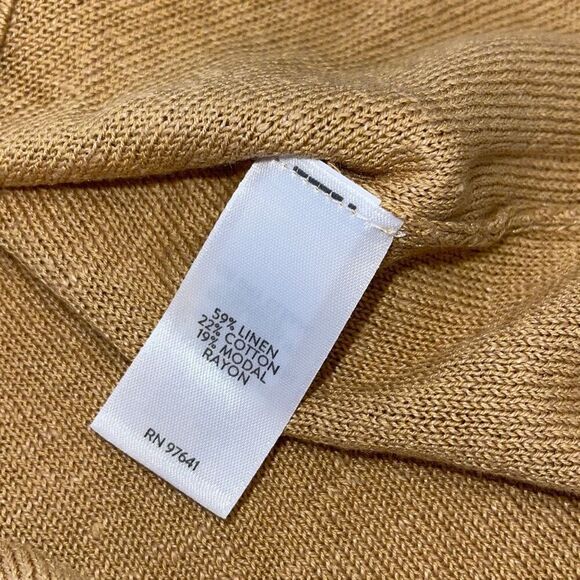 59% LINEN
22% COTTON
19% MODAL
RAYON
RN 97641